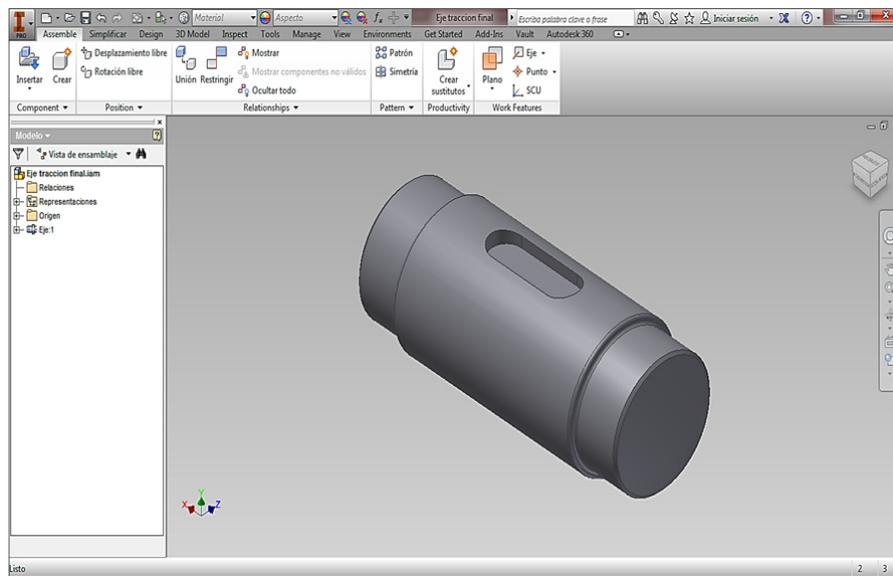 PRO
Material
Aspecto
Eje traccion final
Escriba palabra clave o frase
Iniciar sesión
Assemble Simplificar Design 3D Model Inspect Tools Manage View Environments Get Started Add-Ins Vault Autodesk 360
Insertar
Crear
Desplazamiento libre
Rotación libre
Unión
Restringir
Mostrar
Mostrar componentes no válidos
Ocultar todo
Patrón
Simetría
Crear
sustitutos
Plano
Eje
Punto
SCU
Component Position Relationships Pattern Productivity Work Features
Modelo
Vista de ensamblaje
Eje traccion final.iam
Relaciones
Representaciones
Origen
Eje:1
X Y Z
Listo 2 3